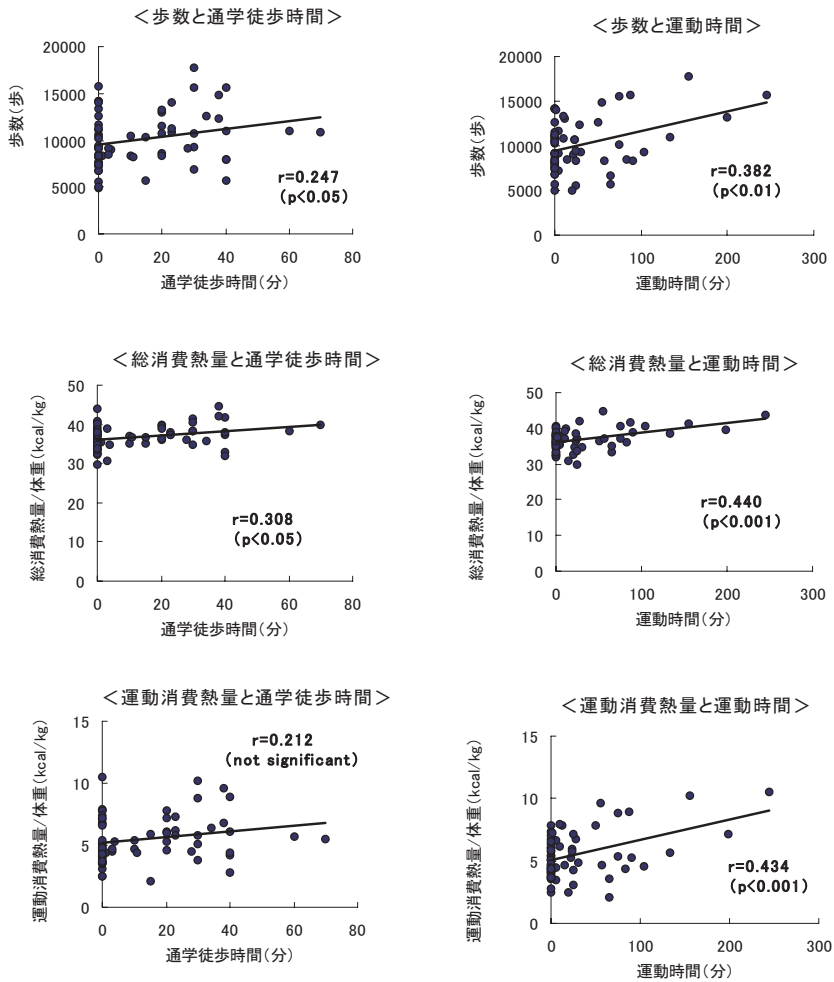 ＜歩数と通学徒歩時間＞
20000
15000
10000
5000
0
歩数(歩)
r=0.247
(p<0.05)
0 20 40 60 80
通学徒歩時間(分)
＜歩数と運動時間＞
20000
15000
10000
5000
0
歩数(歩)
r=0.382
(p<0.01)
0 100 200 300
運動時間(分)
＜総消費熱量と通学徒歩時間＞
50
40
30
20
10
0
総消費熱量/体重(kcal/kg)
r=0.308
(p<0.05)
0 20 40 60 80
通学徒歩時間(分)
＜総消費熱量と運動時間＞
50
40
30
20
10
0
総消費熱量/体重(kcal/kg)
r=0.440
(p<0.001)
0 100 200 300
運動時間(分)
＜運動消費熱量と通学徒歩時間＞
15
10
5
0
運動消費熱量/体重(kcal/kg)
r=0.212
(not significant)
0 20 40 60 80
通学徒歩時間(分)
＜運動消費熱量と運動時間＞
15
10
5
0
運動消費熱量/体重(kcal/kg)
r=0.434
(p<0.001)
0 100 200 300
運動時間(分)